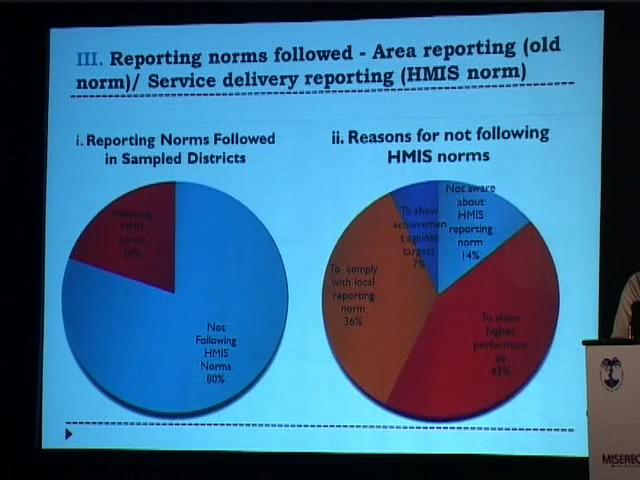 III. Reporting norms followed - Area reporting (old
norm)/ Service delivery reporting (HMIS norm)
i. Reporting Norms Followed
in Sampled Districts
ii. Reasons for not following
HMIS norms
Following
HMIS
norms
20%
Not
Following
HMIS
Norms
80%
To show
achievemen
t against
targets
7%
Not aware
about
HMIS
reporting
norm
14%
To comply
with local
reporting
norm
36%
To show
higher
performan
ce
43%